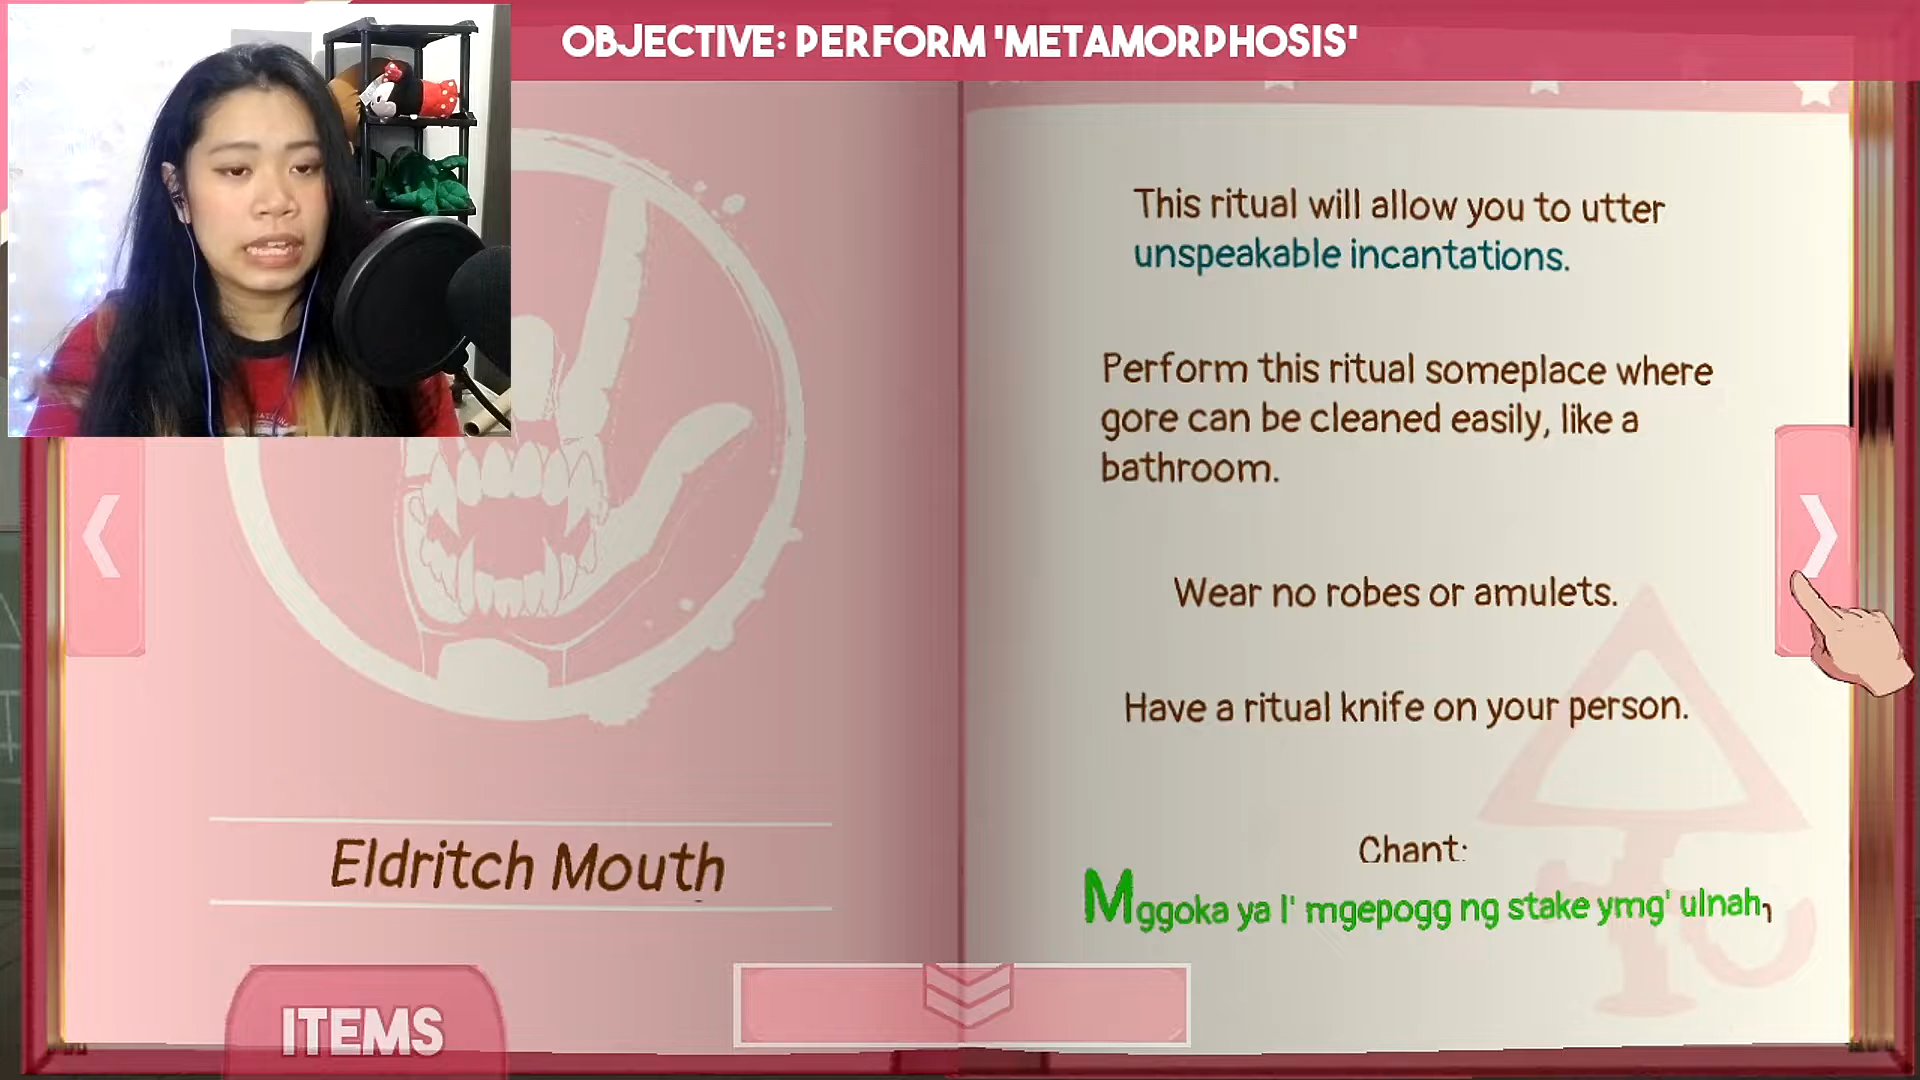 OBJECTIVE: PERFORM 'METAMORPHOSIS'
This ritual will allow you to utter
unspeakable incantations.
Perform this ritual someplace where
gore can be cleaned easily, like a
bathroom.
Wear no robes or amulets.
Have a ritual knife on your person.
Chant:
Mggoka ya l' mgepogg ng stake ymg' ulnah,
Eldritch Mouth
ITEMS